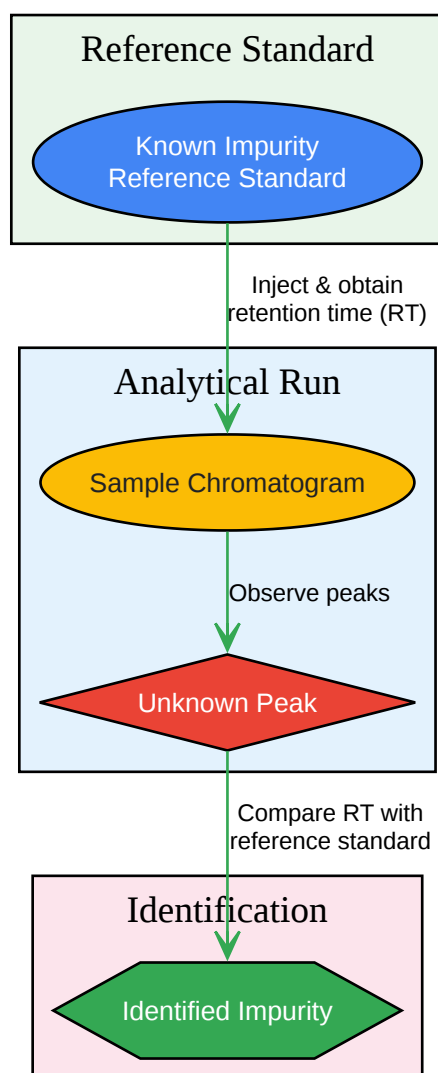 Reference Standard
Known Impurity
Reference Standard
Inject & obtain
retention time (RT)
Analytical Run
Sample Chromatogram
Observe peaks
Unknown Peak
Compare RT with
reference standard
Identification
Identified Impurity